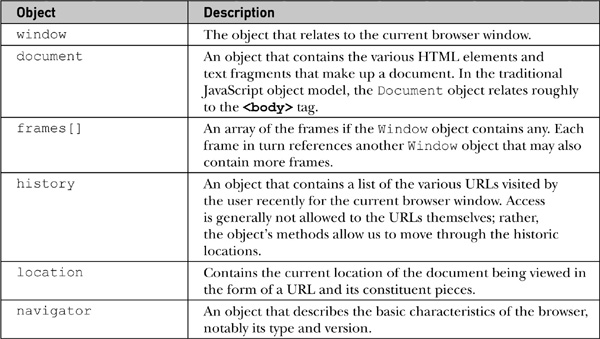 Object Description
window The object that relates to the current browser window.
document An object that contains the various HTML elements and
text fragments that make up a document. In the traditional
JavaScript object model, the Document object relates roughly
to the <body> tag.
frames[] An array of the frames if the Window object contains any. Each
frame in turn references another Window object that may also
contain more frames.
history An object that contains a list of the various URLs visited by
the user recently for the current browser window. Access
is generally not allowed to the URLs themselves; rather,
the object's methods allow us to move through the historic
locations.
location Contains the current location of the document being viewed in
the form of a URL and its constituent pieces.
navigator An object that describes the basic characteristics of the browser,
notably its type and version.